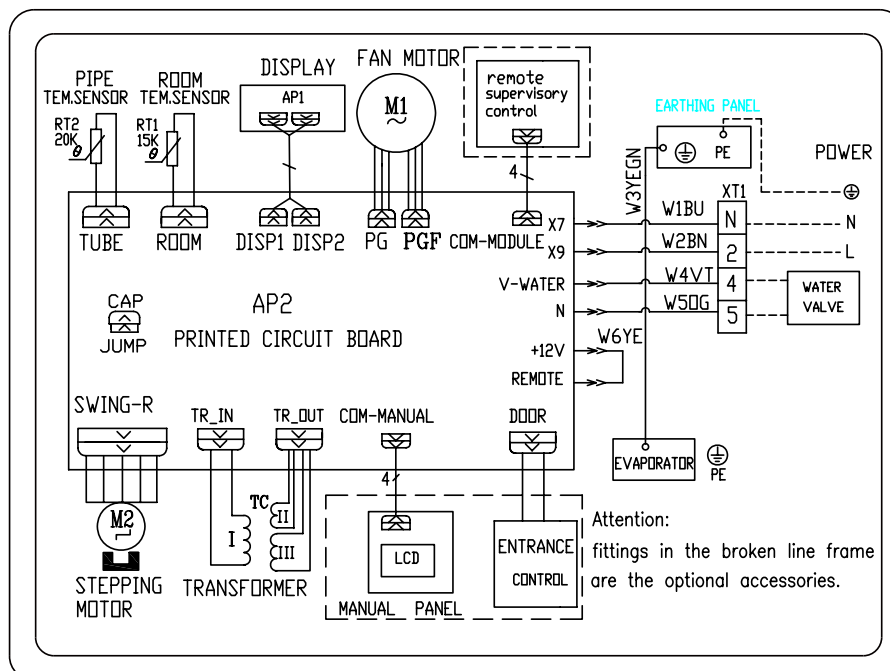 PIPE
TEM.SENSOR
ROOM
TEM.SENSOR
DISPLAY
FAN MOTOR
RT2
20K
θ
RT1
15K
θ
AP1
M1
~
remote
supervisory
control
EARTHING PANEL
PE
POWER
4
W3YEGN
XT1
TUBE
ROOM
DISP1
DISP2
PG
PGF
COM-MODULE
X7
W1BU
N
N
X9
W2BN
2
L
V-WATER
W4VT
4
N
W5OG
5
WATER
VALVE
CAP
JUMP
AP2
PRINTED CIRCUIT BOARD
W6YE
+12V
REMOTE
SWING-R
TR_IN
TR_OUT
COM-MANUAL
DOOR
EVAPORATOR
PE
M2
I
TC
II
III
4
LCD
ENTRANCE
CONTROL
STEPPING
MOTOR
TRANSFORMER
MANUAL PANEL
Attention:
fittings in the broken line frame
are the optional accessories.